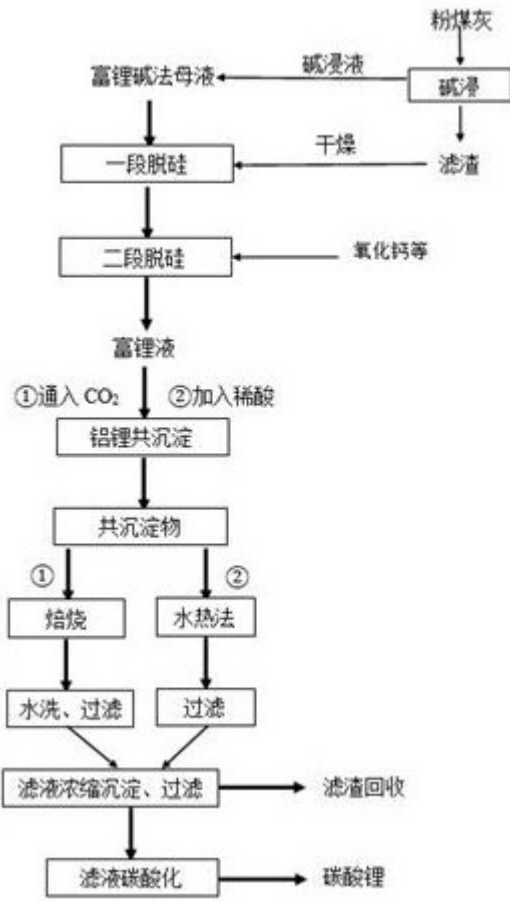 粉煤灰
富锂碱法母液
碱浸液
碱浸
一段脱硅
干燥
滤渣
二段脱硅
氧化钙等
富锂液
①通入 CO₂
②加入稀酸
铝锂共沉淀
共沉淀物
①
②
焙烧
水热法
水洗、过滤
过滤
滤液浓缩沉淀、过滤
滤渣回收
滤液碳酸化
碳酸锂